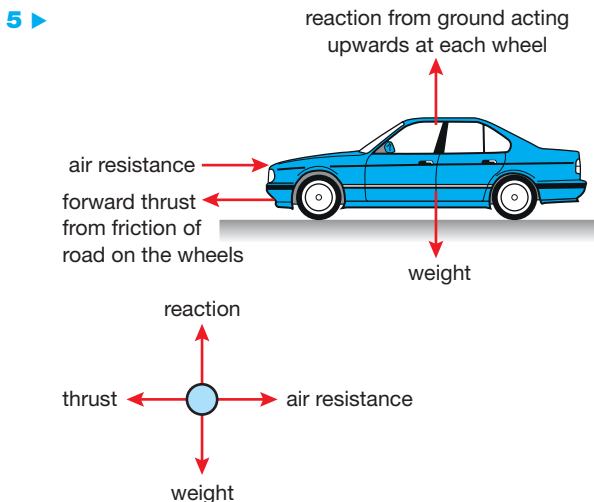 5 ▶
reaction from ground acting
upwards at each wheel
air resistance
forward thrust
from friction of
road on the wheels
weight
reaction
thrust
air resistance
weight